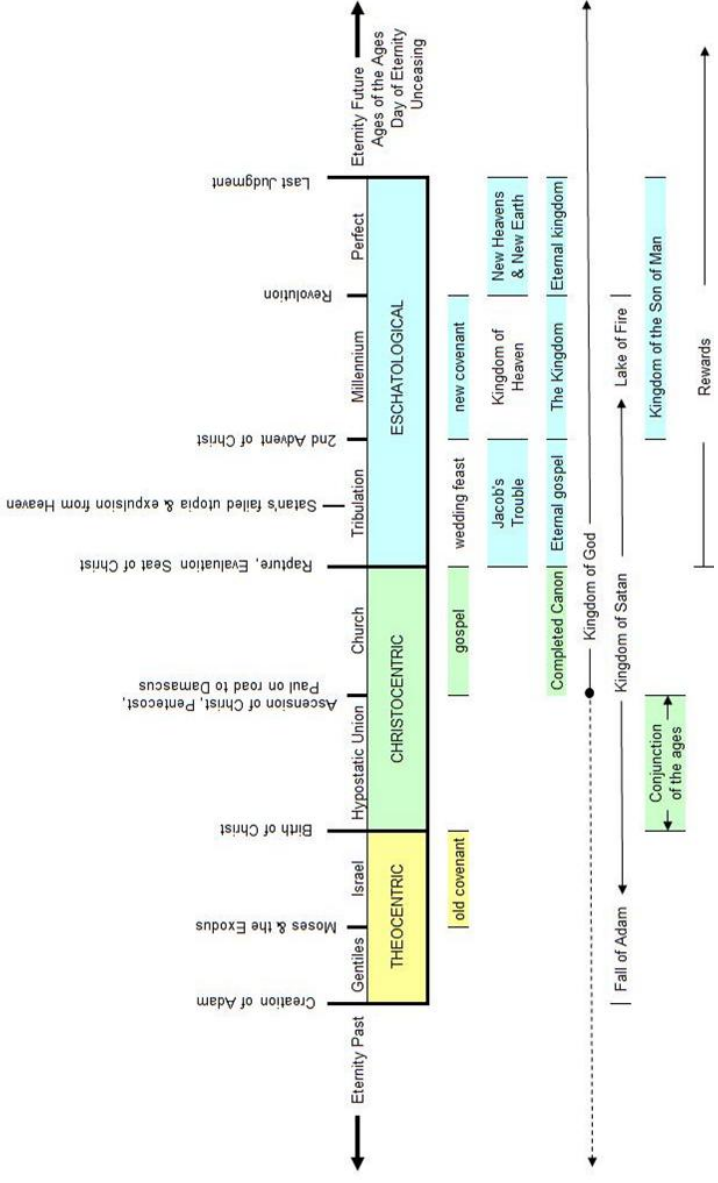 Creation of Adam
Moses & the Exodus
Birth of Christ
Ascension of Christ, Pentecost,
Paul on road to Damascus
Rapture, Evaluation Seat of Christ
Satan's failed utopia & expulsion from Heaven
2nd Advent of Christ
Revolution
Last Judgment
Eternity Past
Gentiles
Israel
Hypostatic Union
Church
Tribulation
Millennium
Perfect
Eternity Future
Ages of the Ages
Day of Eternity
Unceasing
THEOCENTRIC
CHRISTOCENTRIC
ESCHATOLOGICAL
old covenant
gospel
wedding feast
new covenant
Jacob's
Trouble
Kingdom of
Heaven
New Heavens
& New Earth
Completed Canon
Eternal gospel
The Kingdom
Eternal kingdom
Kingdom of God
Fall of Adam
Kingdom of Satan
Lake of Fire
Conjunction
of the ages
Kingdom of the Son of Man
Rewards